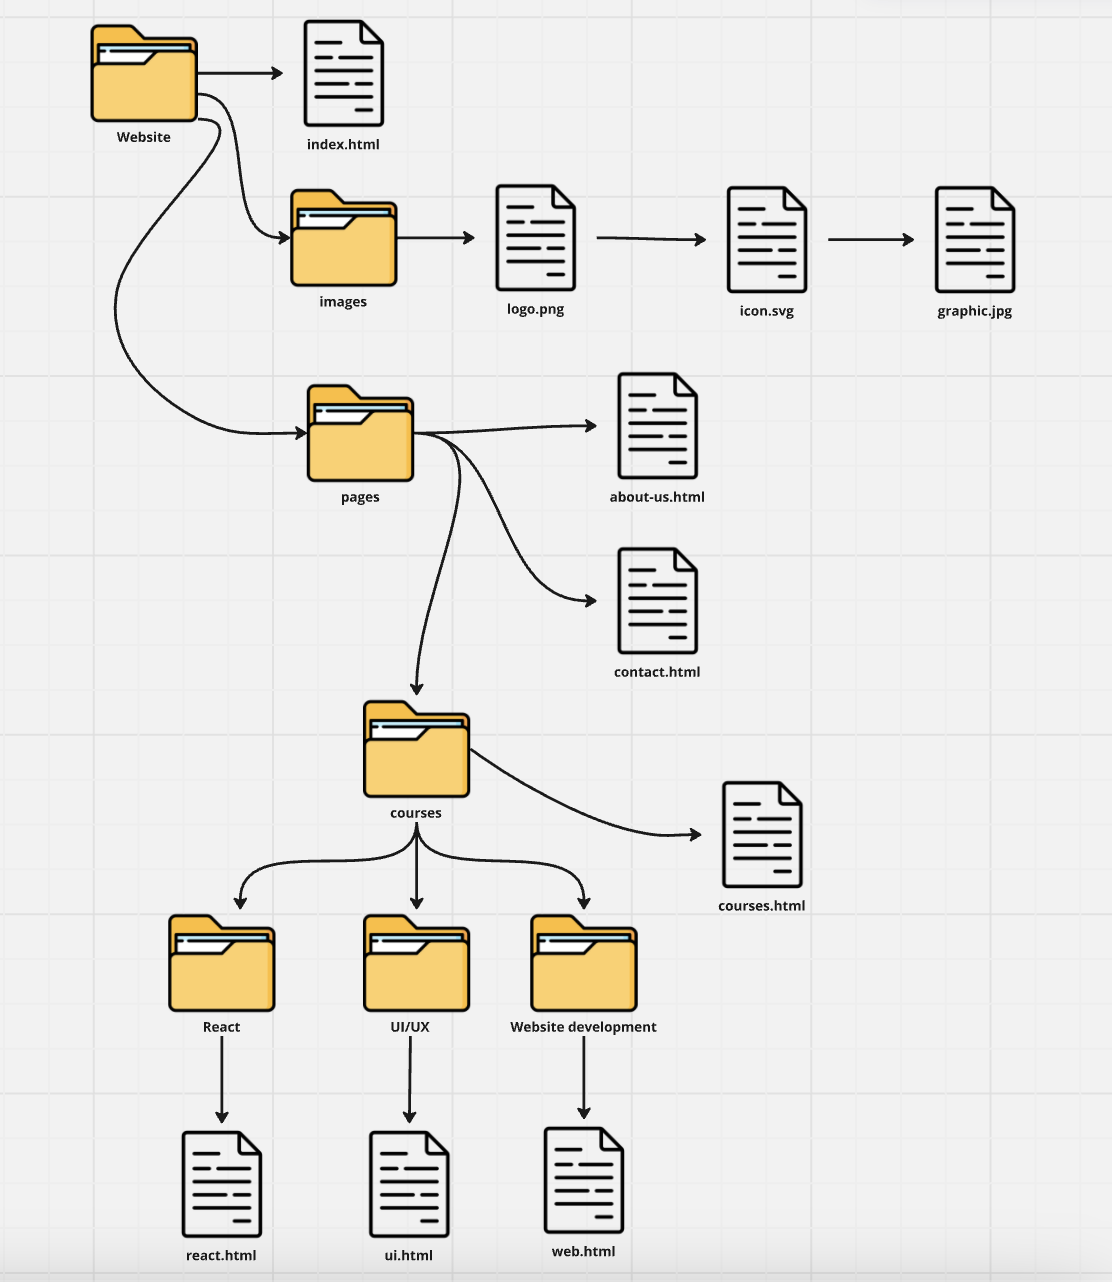 Website
index.html
images
logo.png
icon.svg
graphic.jpg
pages
about-us.html
contact.html
courses
courses.html
React
UI/UX
Website development
react.html
ui.html
web.html